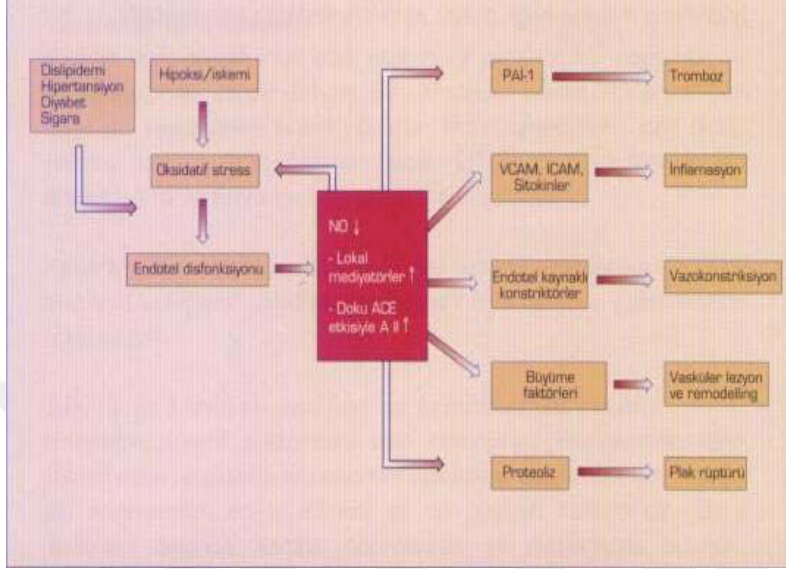 Dislipidemi
Hipertansiyon
Diyabet
Sigara
Hipoksi/iskemi
Oksidatif stress
Endotel disfonksiyonu
NO ↓
- Lokal
mediyatörler ↑
- Doku ACE
etkisiyle A II ↑
PAI-1
Tromboz
VCAM, ICAM,
Sitokinler
İnflamasyon
Endotel kaynaklı
konstriktörler
Vazokonstriksiyon
Büyüme
faktörleri
Vasküler lezyon
ve remodelling
Proteoliz
Plak rüptürü